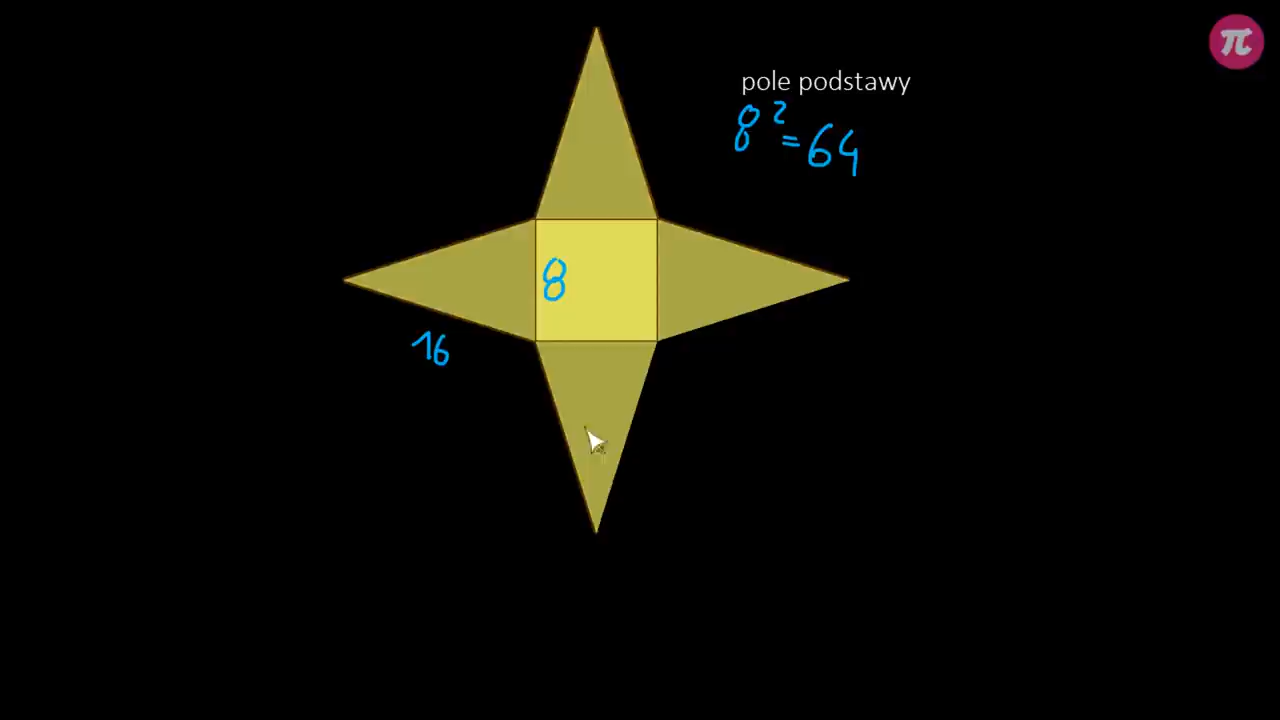 pole podstawy
8² = 64
8
16
π